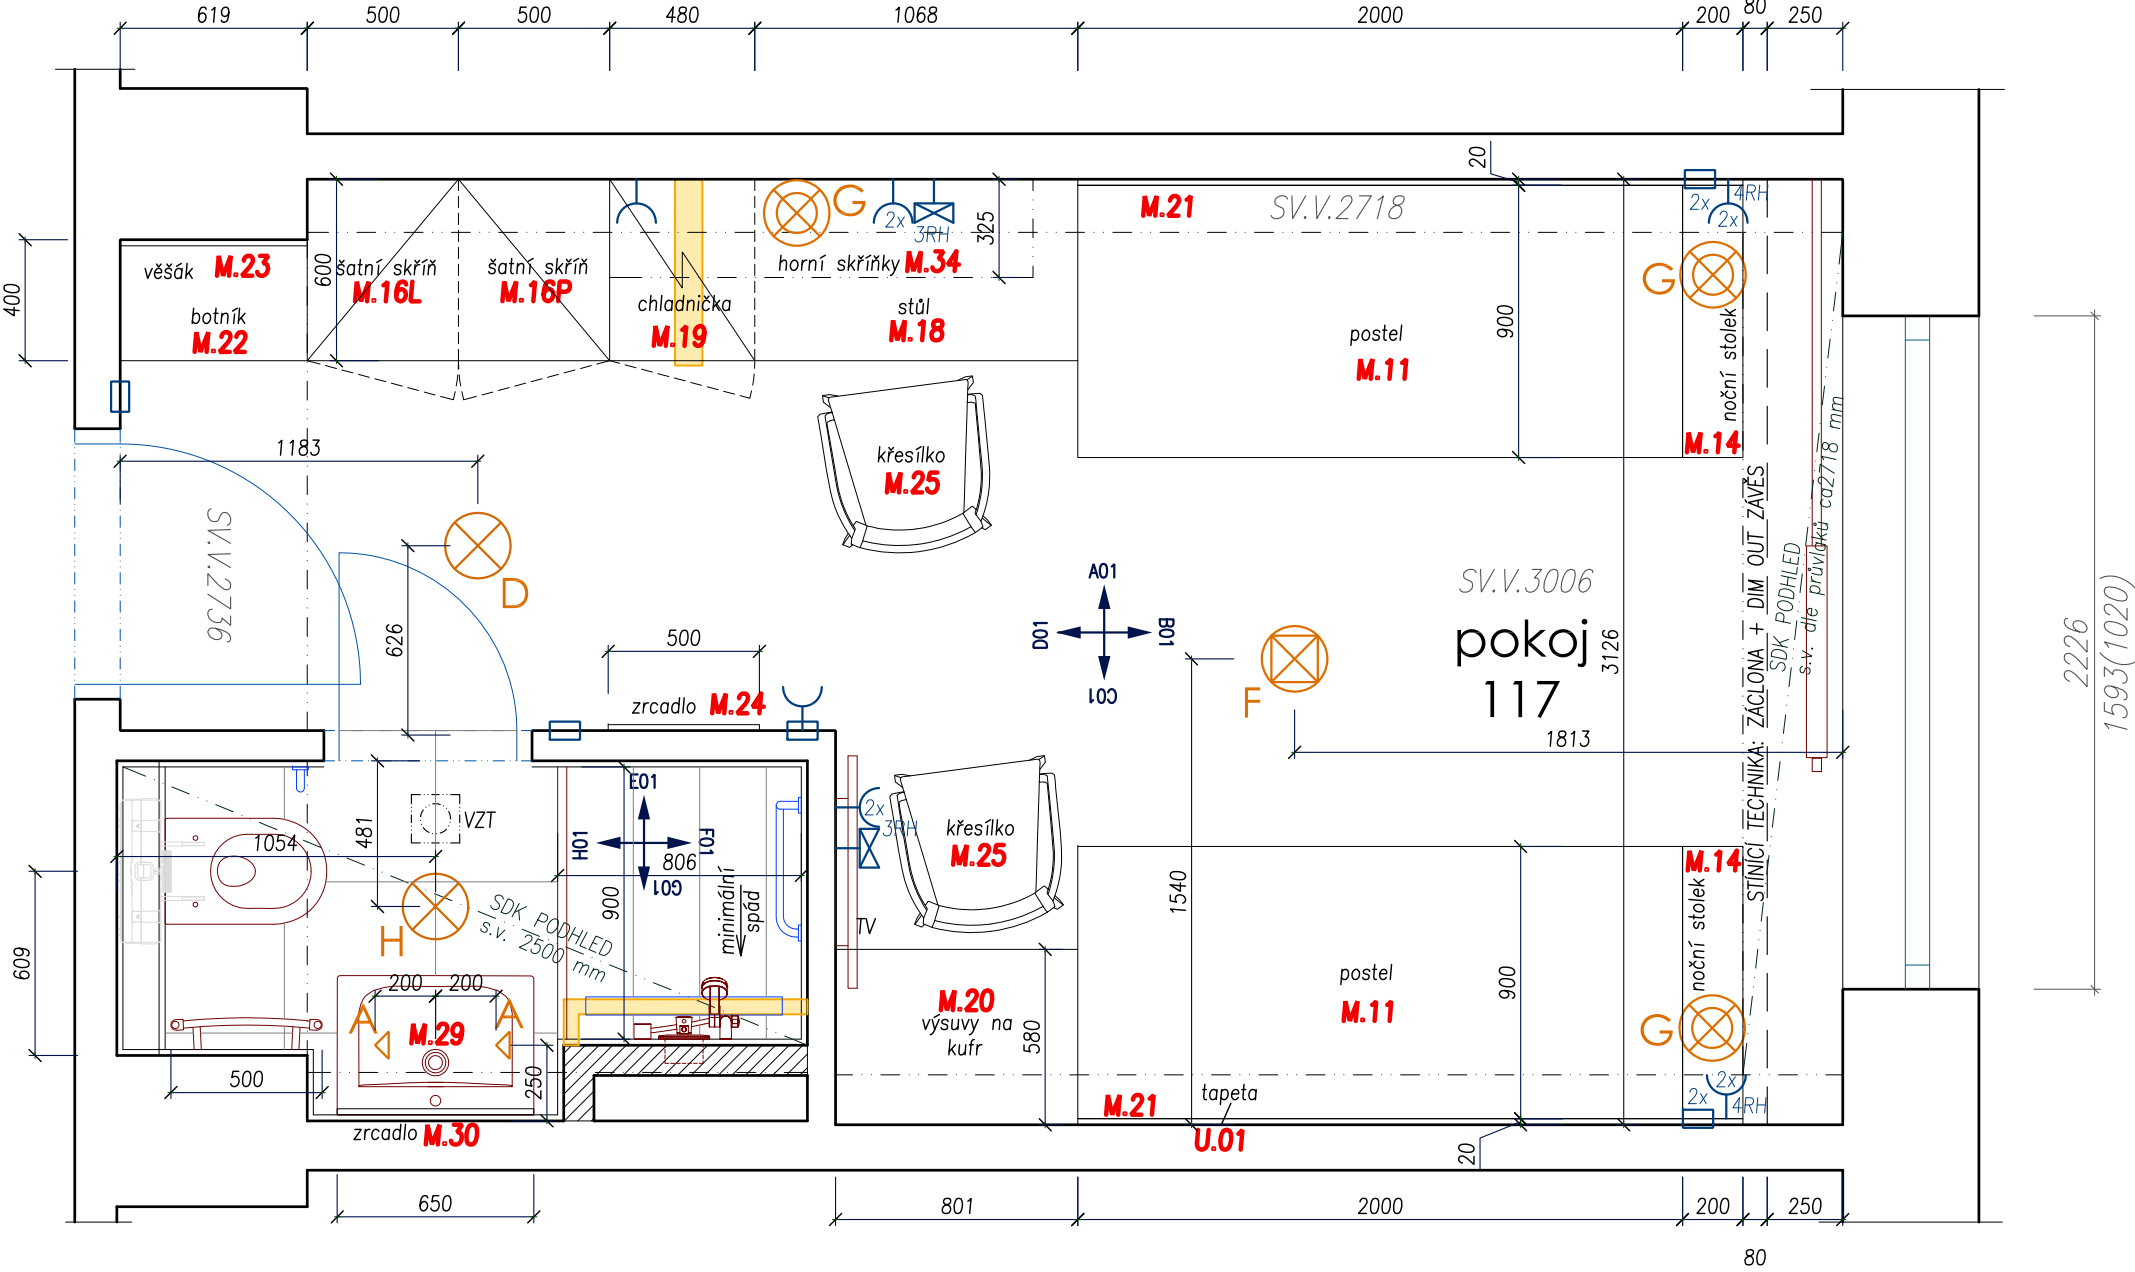 619 500 500 480 1068 2000 200 80 250
20
M.21 SV.V.2718
2x 4RH
2x
G
2x
3RH
325
400
věšák M.23
600
šatní skříň
M.16L
šatní skříň
M.16P
horní skříňky M.34
chladnička
M.19
stůl
M.18
botník
M.22
900
postel
M.11
G
noční stolek
M.14
1183
křesílko
M.25
SV.V.2736
D
626
A01
B01
C01
D01
SV.V.3006
pokoj
117
3126
F
1813
STÍNÍCÍ TECHNIKA: ZÁCLONA + DIM OUT ZÁVĚS
SDK PODHLED
s.v. dle průvlaků ca2718 mm
2226
1593(1020)
500
zrcadlo M.24
E01
F01
G01
H01
VZT
481
1054
806
900
minimální
spád
H
SDK PODHLED
s.v. 2500 mm
609
2x
3RH
TV
křesílko
M.25
1540
M.14
noční stolek
900
postel
M.11
G
200 200
A A
M.29
250
500
M.20
výsuvy na
kufr
580
M.21
tapeta
U.01
20
2x
2x 4RH
zrcadlo M.30
650 801 2000 200 250
80